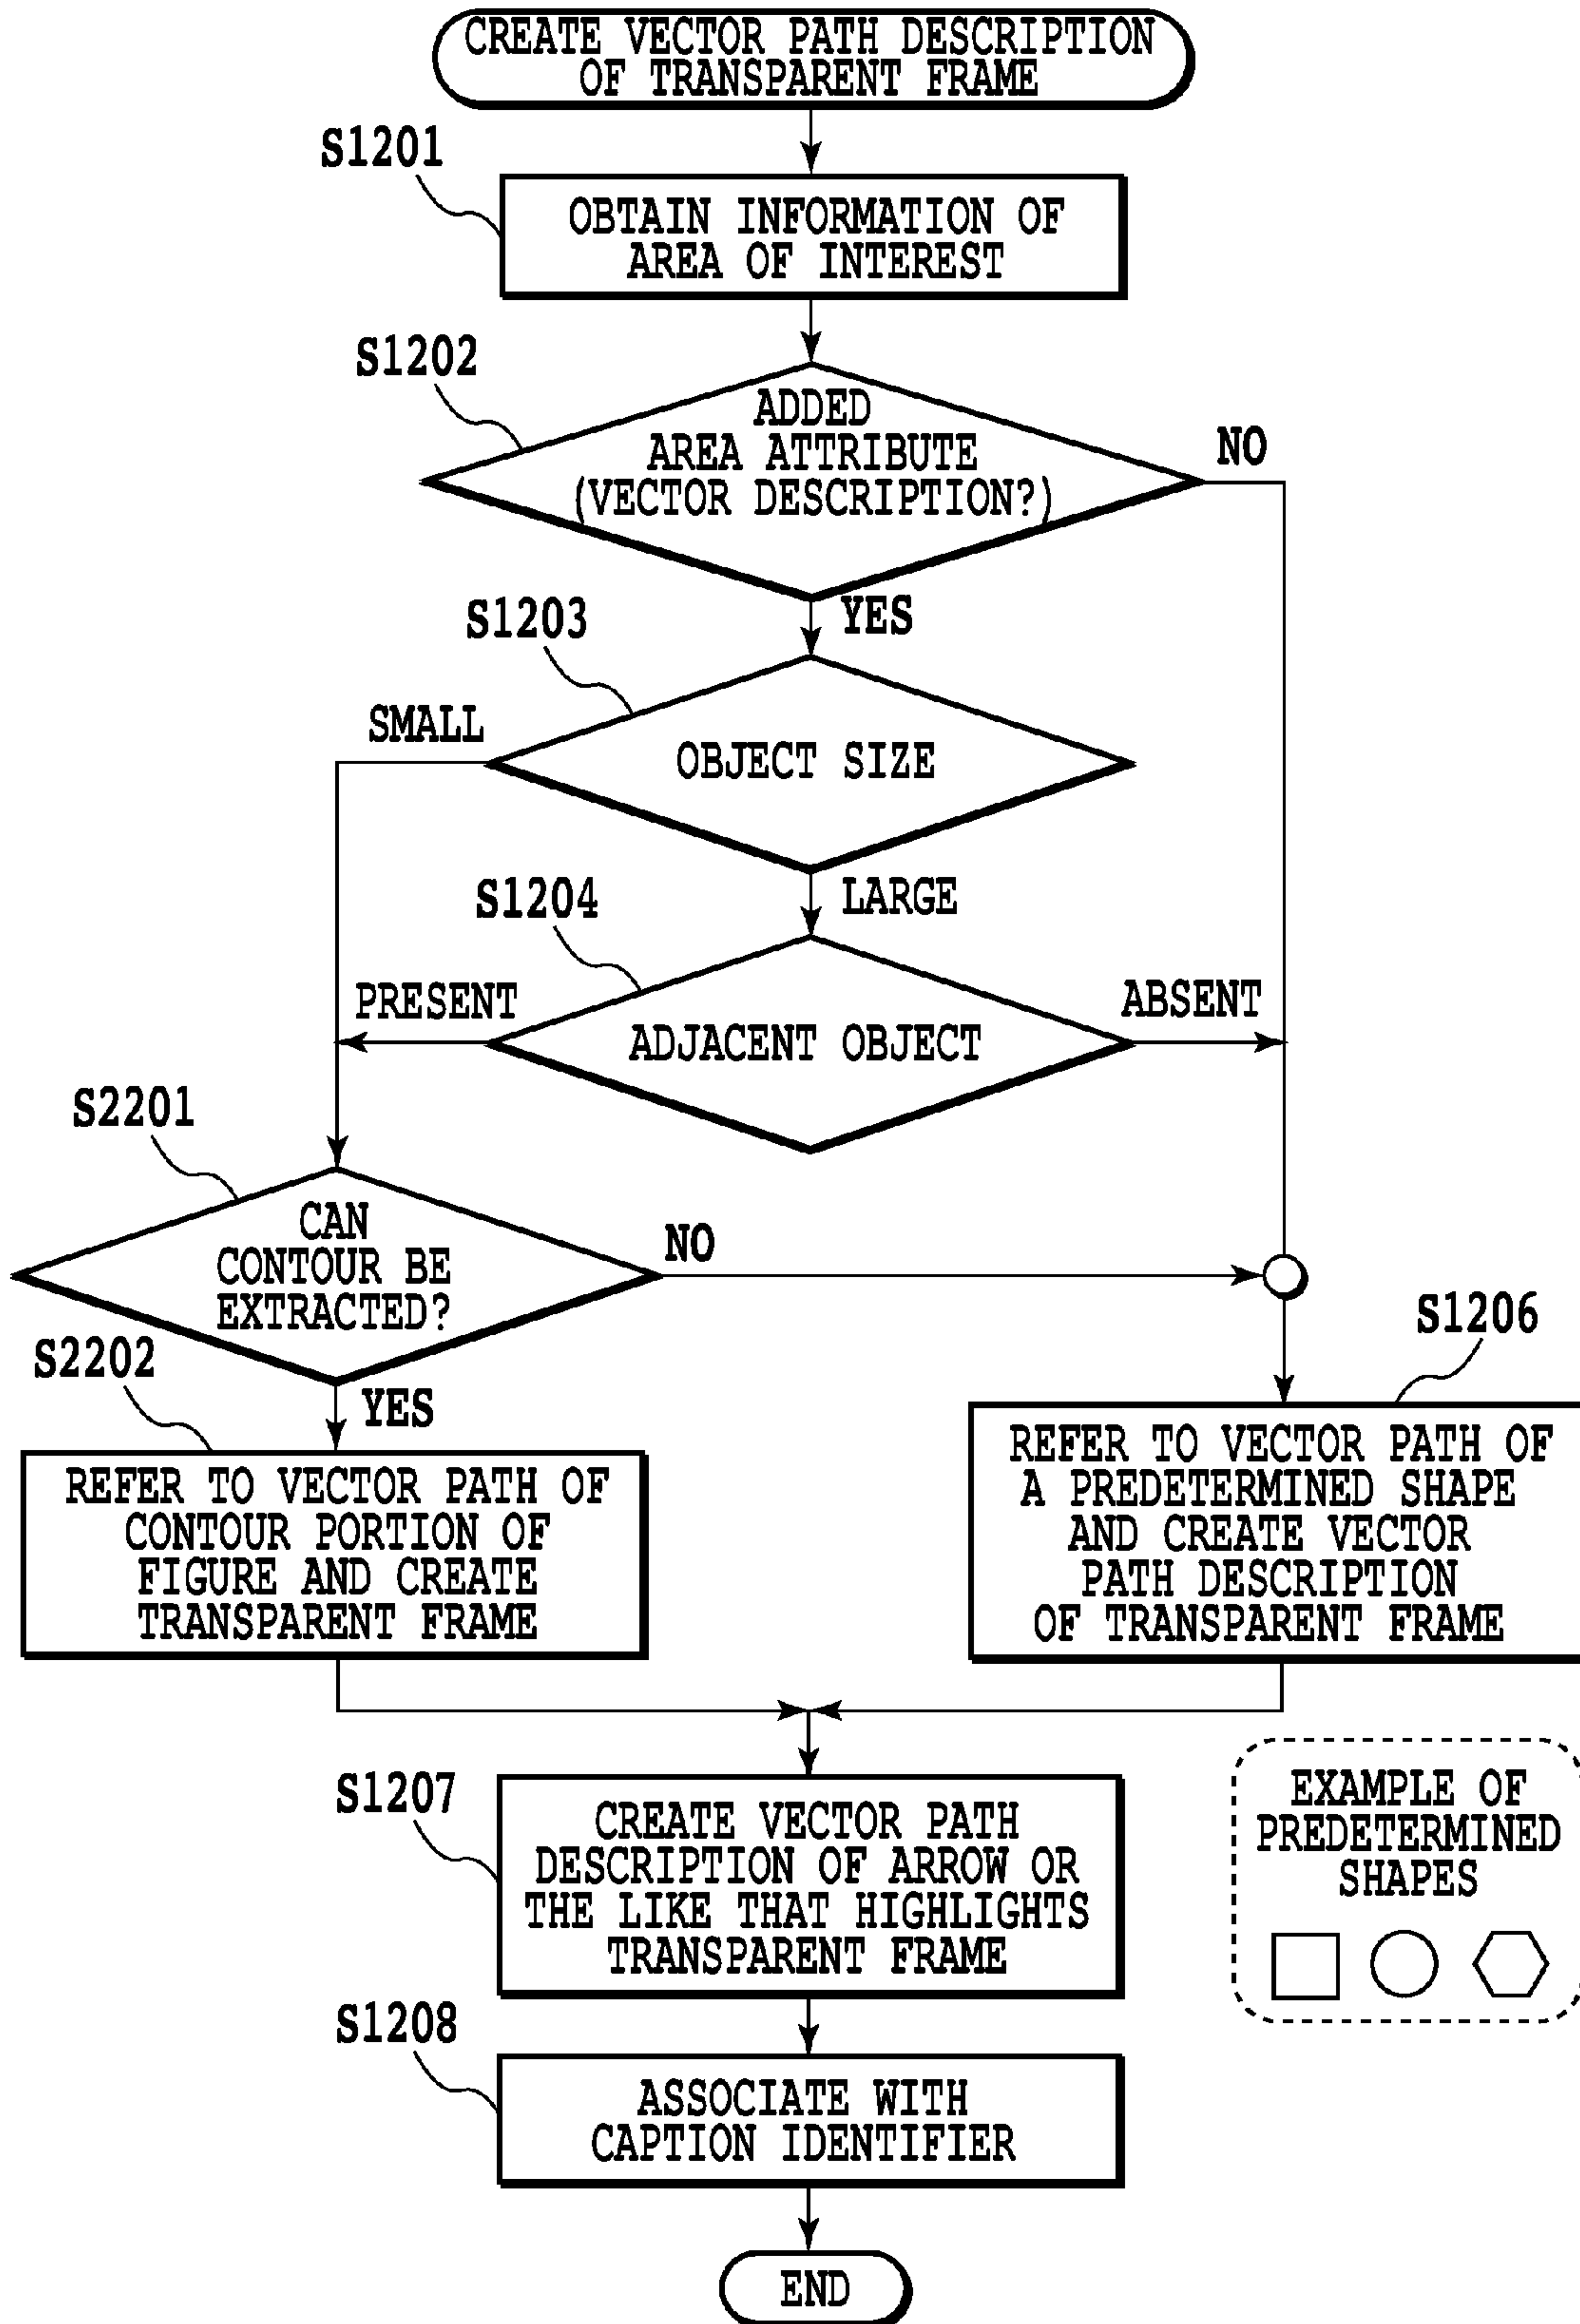 CREATE VECTOR PATH DESCRIPTION
OF TRANSPARENT FRAME
S1201
OBTAIN INFORMATION OF
AREA OF INTEREST
S1202
ADDED
AREA ATTRIBUTE
(VECTOR DESCRIPTION?)
NO
YES
S1203
SMALL
OBJECT SIZE
LARGE
S1204
PRESENT
ADJACENT OBJECT
ABSENT
S2201
CAN
CONTOUR BE
EXTRACTED?
NO
YES
S2202
REFER TO VECTOR PATH OF
CONTOUR PORTION OF
FIGURE AND CREATE
TRANSPARENT FRAME
S1206
REFER TO VECTOR PATH OF
A PREDETERMINED SHAPE
AND CREATE VECTOR
PATH DESCRIPTION
OF TRANSPARENT FRAME
S1207
CREATE VECTOR PATH
DESCRIPTION OF ARROW OR
THE LIKE THAT HIGHLIGHTS
TRANSPARENT FRAME
EXAMPLE OF
PREDETERMINED
SHAPES
S1208
ASSOCIATE WITH
CAPTION IDENTIFIER
END